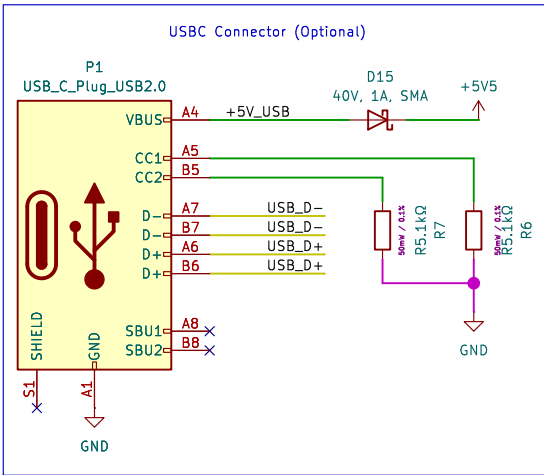 USBC Connector (Optional)
P1
USB_C_Plug_USB2.0
D15
40V, 1A, SMA
+5V5
VBUS
A4
+5V_USB
CC1
A5
CC2
B5
D-
A7
USB_D-
D-
B7
USB_D-
D+
A6
USB_D+
D+
B6
USB_D+
50mW / 0.1%
R5.1kΩ
R7
50mW / 0.1%
R5.1kΩ
R6
SBU1
A8
SBU2
B8
SHIELD
GND
S1
A1
GND
GND